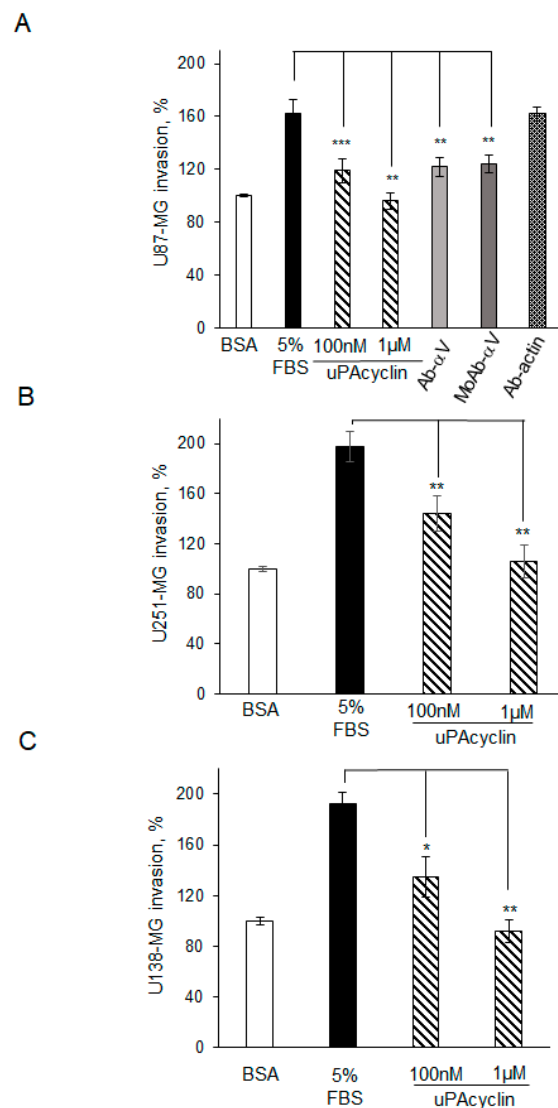 A
U87-MG invasion, %
200
160
120
80
40
0
***
**
**
**
BSA
5%
FBS
100nM
1µM
uPAcyclin
Ab-αV
MoAb-αV
Ab-actin
B
U251-MG invasion, %
200
160
120
80
40
0
**
**
BSA
5%
FBS
100nM
1µM
uPAcyclin
C
U138-MG invasion, %
200
160
120
80
40
0
*
**
BSA
5%
FBS
100nM
1µM
uPAcyclin